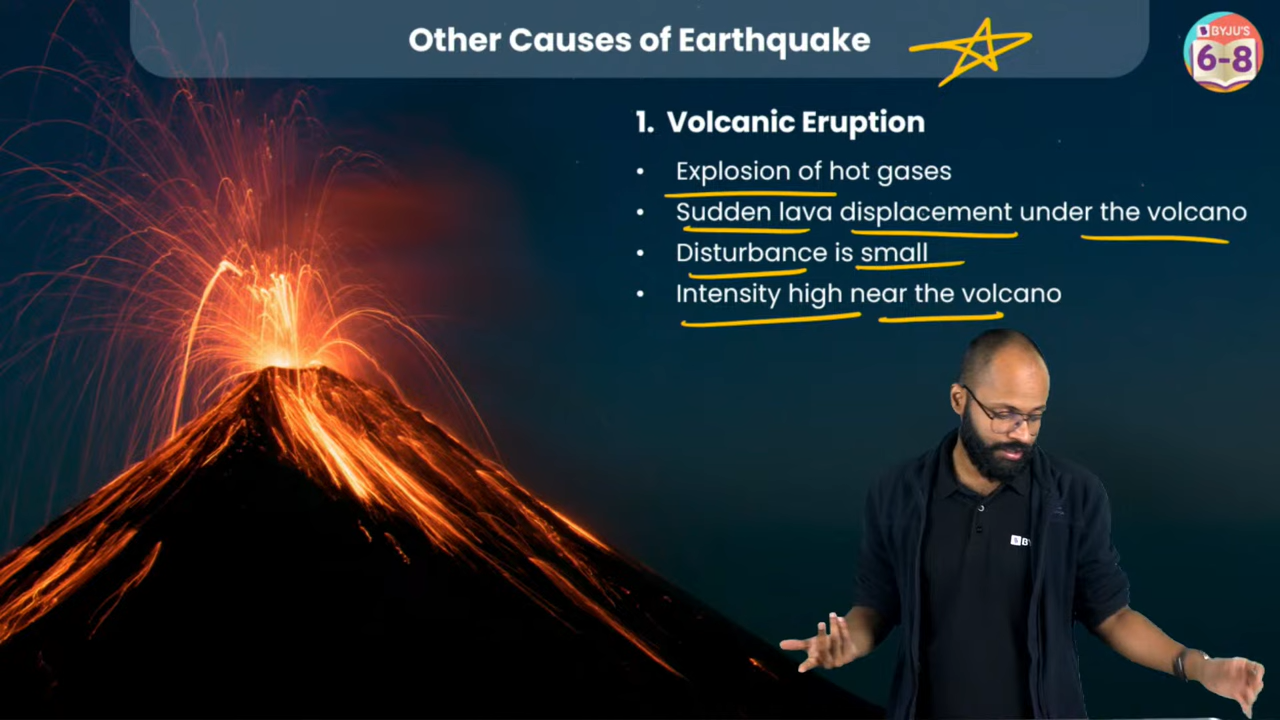 Other Causes of Earthquake
BYJU'S
6-8
1. Volcanic Eruption
• Explosion of hot gases
• Sudden lava displacement under the volcano
• Disturbance is small
• Intensity high near the volcano